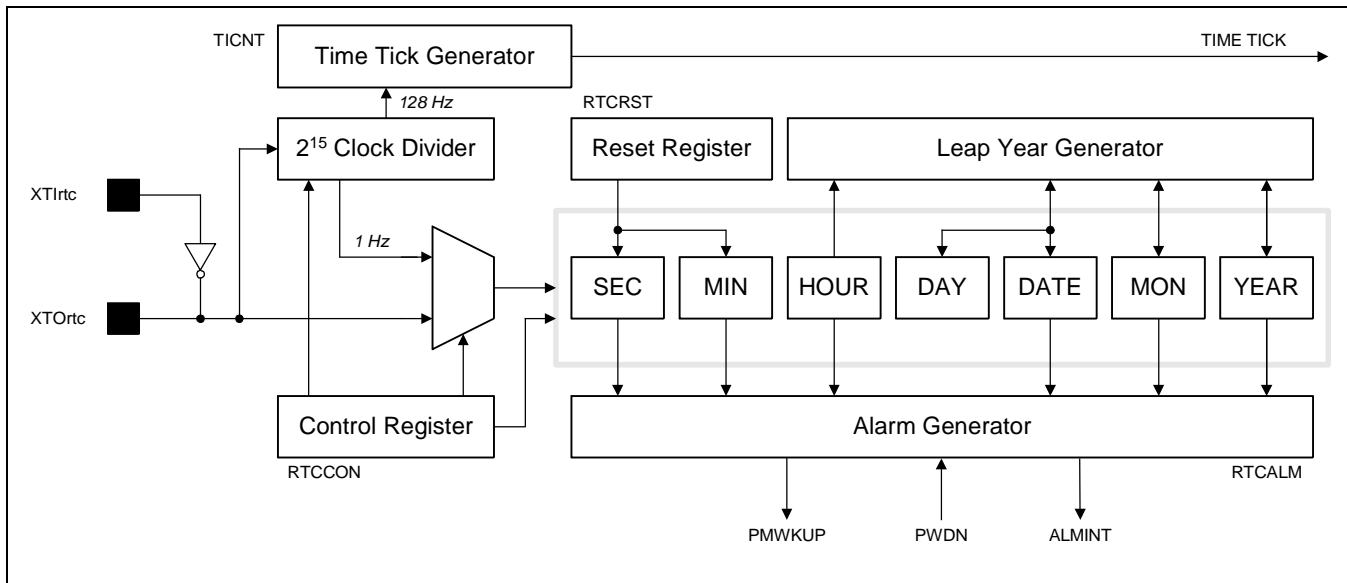 TICNT
Time Tick Generator
TIME TICK
128 Hz
RTCRST
2¹⁵ Clock Divider
Reset Register
Leap Year Generator
XTIrtc
1 Hz
SEC
MIN
HOUR
DAY
DATE
MON
YEAR
XTOrtc
Control Register
Alarm Generator
RTCCON
RTCALM
PMWKUP
PWDN
ALMINT